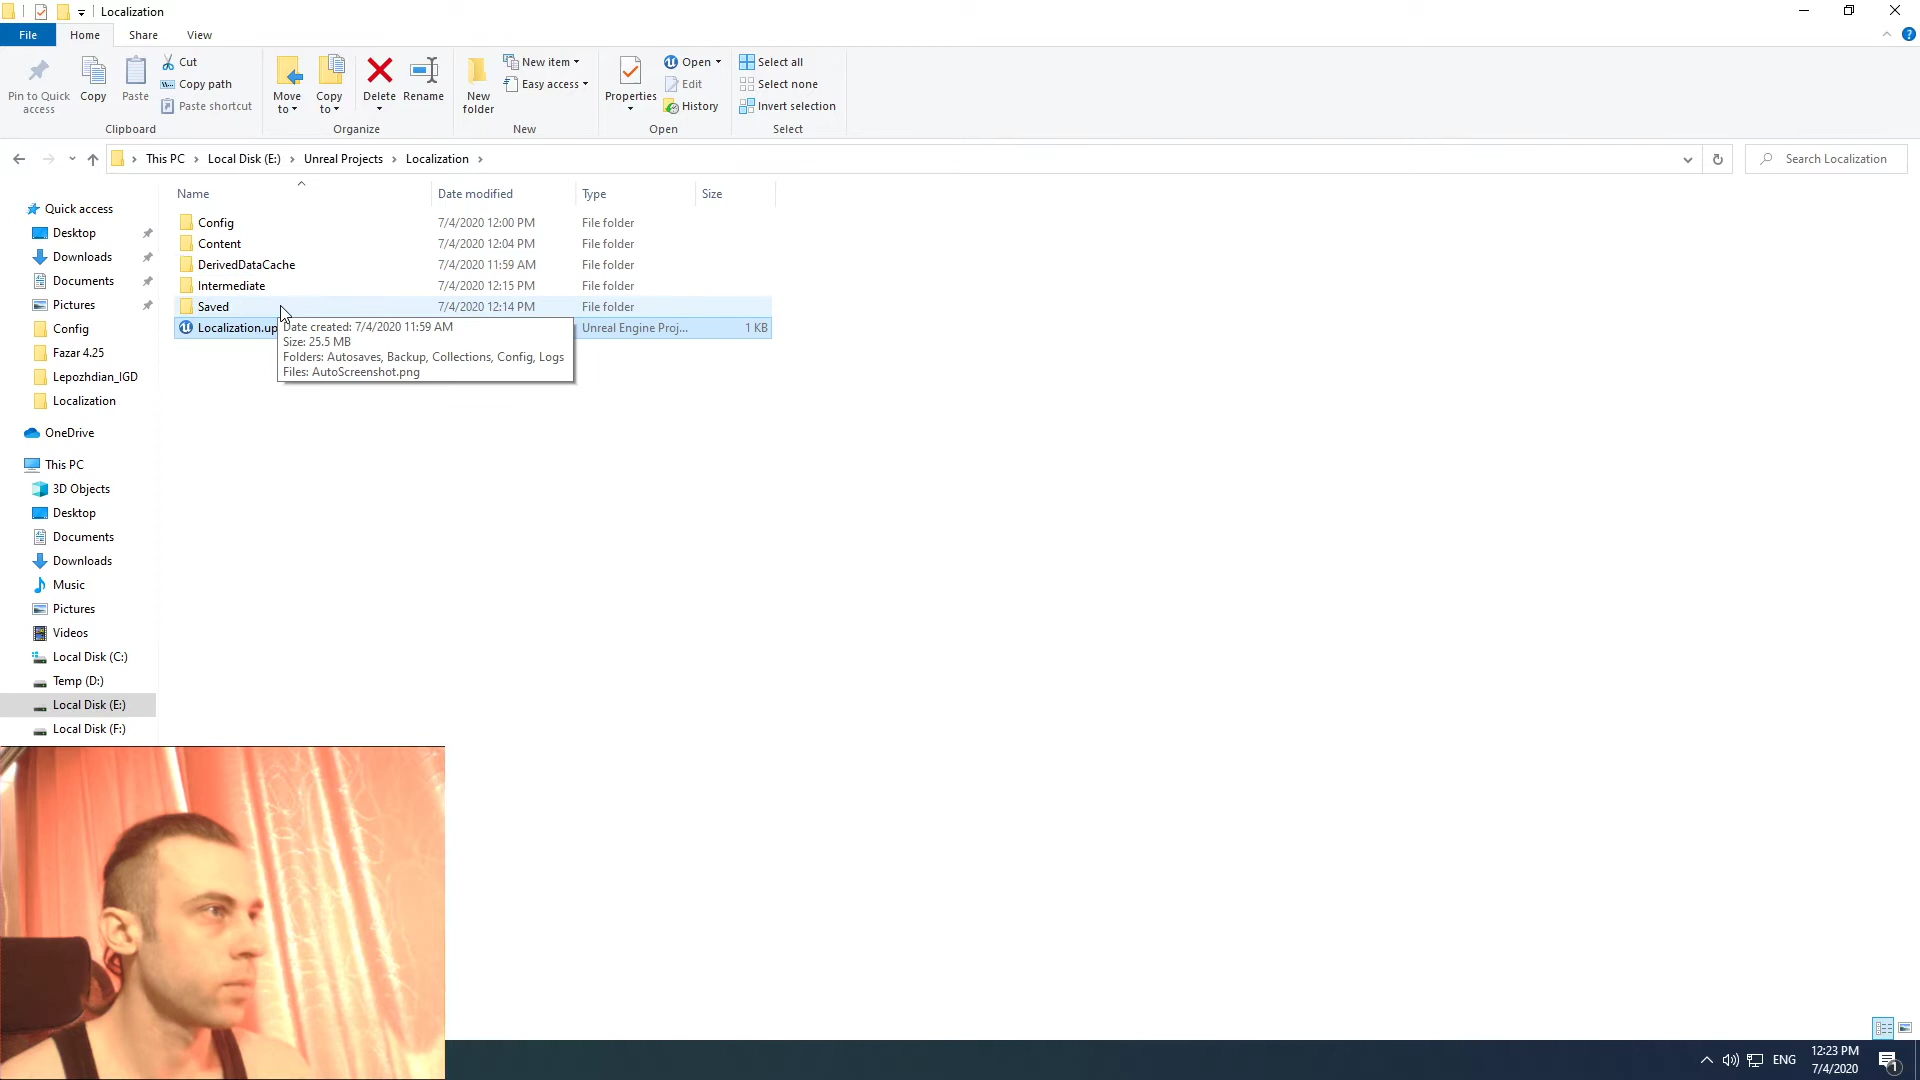 Localization
File Home Share View
Pin to Quick access
Copy
Paste
Cut
Copy path
Paste shortcut
Clipboard
Move to
Copy to
Delete
Rename
Organize
New folder
New item
Easy access
New
Properties
Open
Edit
History
Open
Select all
Select none
Invert selection
Select
This PC Local Disk (E:) Unreal Projects Localization
Search Localization
Name Date modified Type Size
Config 7/4/2020 12:00 PM File folder
Content 7/4/2020 12:04 PM File folder
DerivedDataCache 7/4/2020 11:59 AM File folder
Intermediate 7/4/2020 12:15 PM File folder
Saved 7/4/2020 12:14 PM File folder
Localization.up Unreal Engine Proj... 1 KB
Date created: 7/4/2020 11:59 AM
Size: 25.5 MB
Folders: Autosaves, Backup, Collections, Config, Logs
Files: AutoScreenshot.png
Quick access
Desktop
Downloads
Documents
Pictures
Config
Fazar 4.25
Lepozhdian_IGD
Localization
OneDrive
This PC
3D Objects
Desktop
Documents
Downloads
Music
Pictures
Videos
Local Disk (C:)
Temp (D:)
Local Disk (E:)
Local Disk (F:)
ENG
12:23 PM
7/4/2020
1